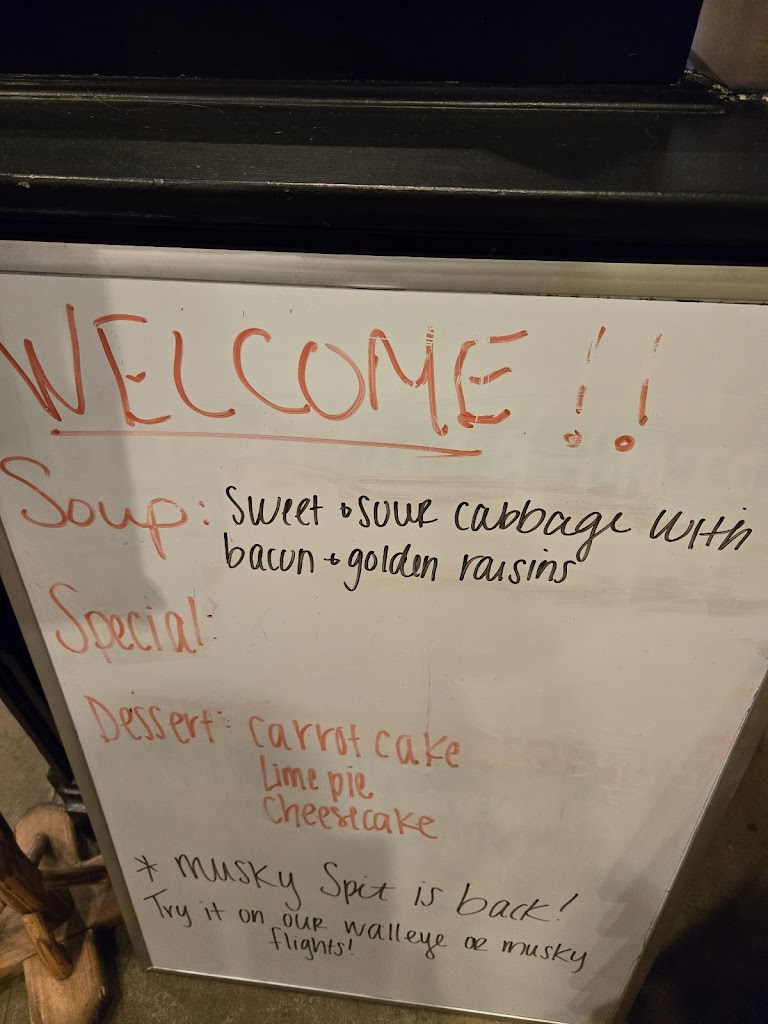 WELCOME!!
Soup: Sweet + sour cabbage with
bacon + golden raisins
Special:
Dessert: carrot cake
Lime pie
Cheesecake
* musky Spit is back!
Try it on our walleye or musky
flights!